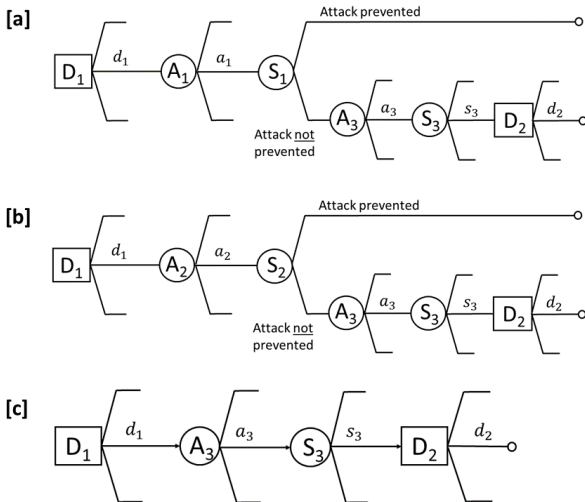 [a]
Attack prevented
D₁ d₁ A₁ a₁ S₁
Attack not
prevented
A₃ a₃ S₃ s₃ D₂ d₂
[b]
Attack prevented
D₁ d₁ A₂ a₂ S₂
Attack not
prevented
A₃ a₃ S₃ s₃ D₂ d₂
[c]
D₁ d₁ A₃ a₃ S₃ s₃ D₂ d₂